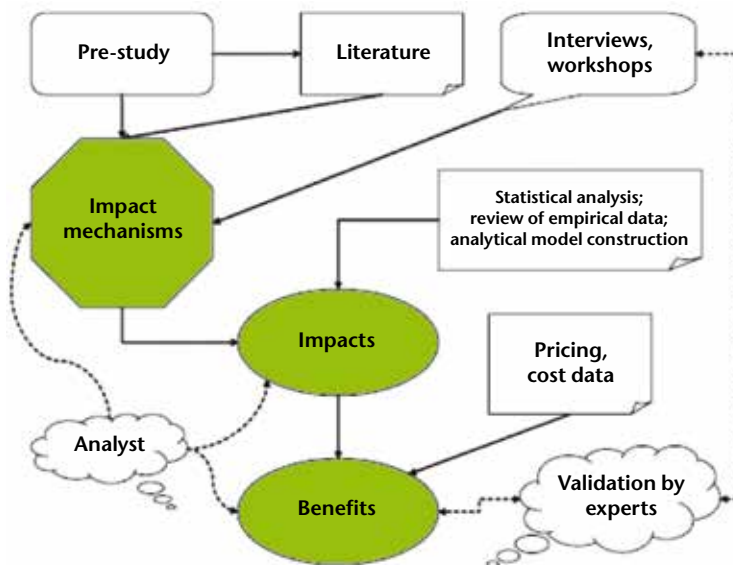 Pre-study
Literature
Interviews,
workshops
Impact
mechanisms
Statistical analysis;
review of empirical data;
analytical model construction
Impacts
Pricing,
cost data
Analyst
Benefits
Validation by
experts